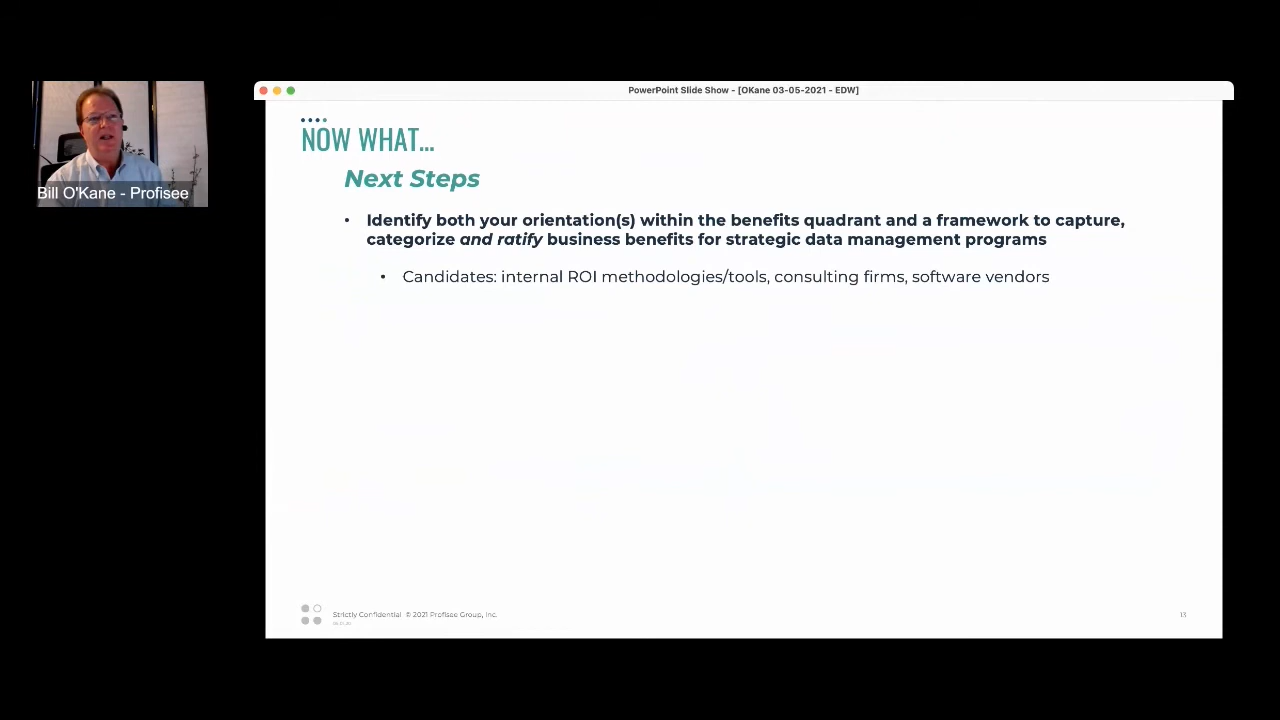 PowerPoint Slide Show - [OKane 03-05-2021 - EDW]
Bill O'Kane - Profisee
NOW WHAT...
Next Steps
• Identify both your orientation(s) within the benefits quadrant and a framework to capture,
categorize and ratify business benefits for strategic data management programs
• Candidates: internal ROI methodologies/tools, consulting firms, software vendors
Strictly Confidential © 2021 Profisee Group, Inc.
13